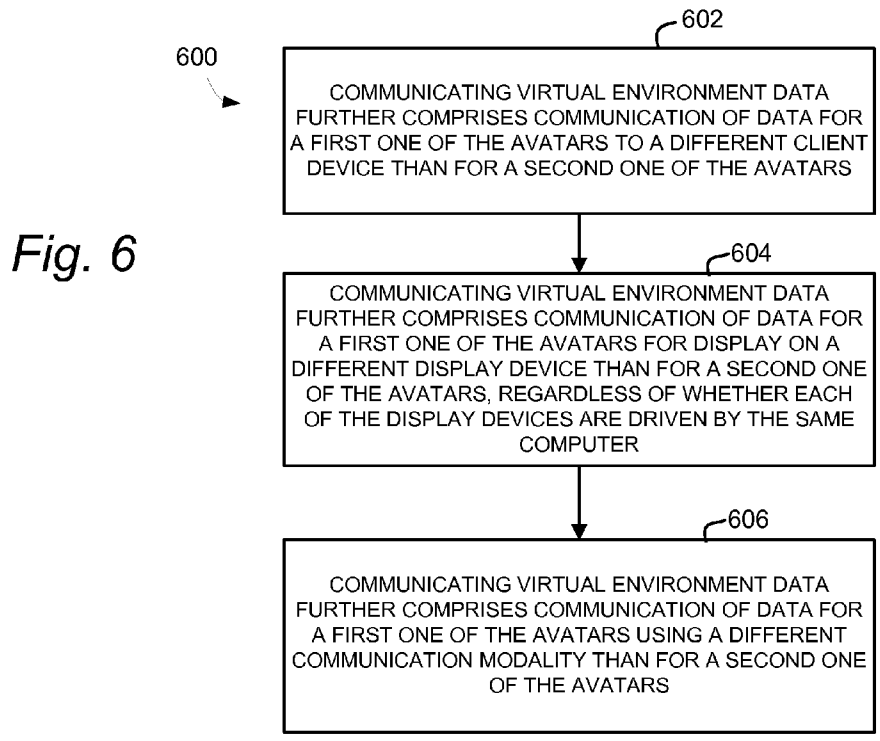 602
600
COMMUNICATING VIRTUAL ENVIRONMENT DATA
FURTHER COMPRISES COMMUNICATION OF DATA FOR
A FIRST ONE OF THE AVATARS TO A DIFFERENT CLIENT
DEVICE THAN FOR A SECOND ONE OF THE AVATARS
Fig. 6
604
COMMUNICATING VIRTUAL ENVIRONMENT DATA
FURTHER COMPRISES COMMUNICATION OF DATA FOR
A FIRST ONE OF THE AVATARS FOR DISPLAY ON A
DIFFERENT DISPLAY DEVICE THAN FOR A SECOND ONE
OF THE AVATARS, REGARDLESS OF WHETHER EACH
OF THE DISPLAY DEVICES ARE DRIVEN BY THE SAME
COMPUTER
606
COMMUNICATING VIRTUAL ENVIRONMENT DATA
FURTHER COMPRISES COMMUNICATION OF DATA FOR
A FIRST ONE OF THE AVATARS USING A DIFFERENT
COMMUNICATION MODALITY THAN FOR A SECOND ONE
OF THE AVATARS